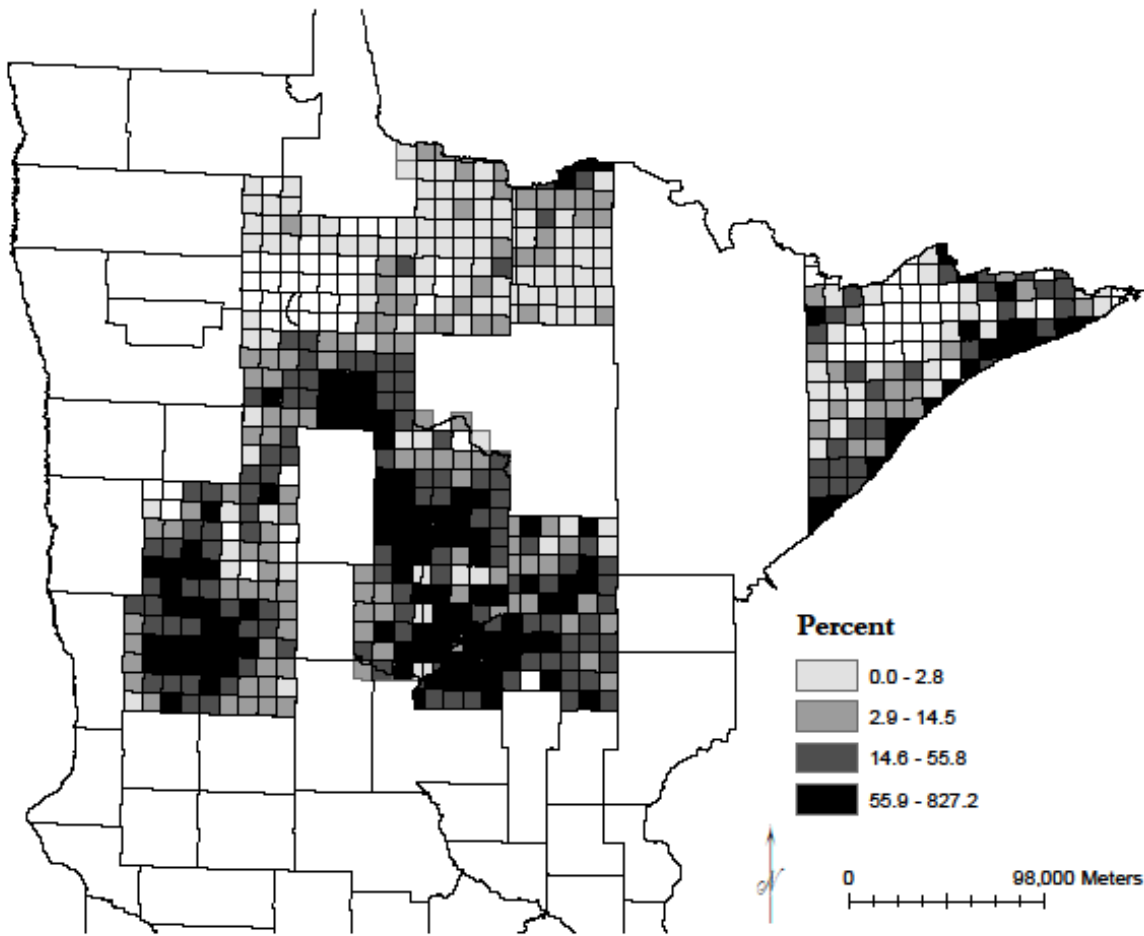 Percent
0.0 - 2.8
2.9 - 14.5
14.6 - 55.8
55.9 - 827.2
N
0 98,000 Meters